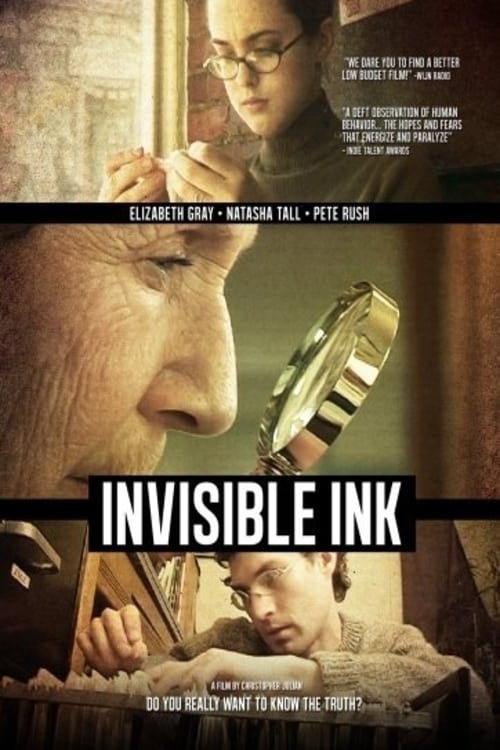 "WE DARE YOU TO FIND A BETTER
LOW BUDGET FILM!" -WIJN RADIO
"A DEFT OBSERVATION OF HUMAN
BEHAVIOR... THE HOPES AND FEARS
THAT ENERGIZE AND PARALYZE"
- INDIE TALENT AWARDS
ELIZABETH GRAY • NATASHA TALL • PETE RUSH
INVISIBLE INK
A FILM BY CHRISTOPHER JULIAN
DO YOU REALLY WANT TO KNOW THE TRUTH?